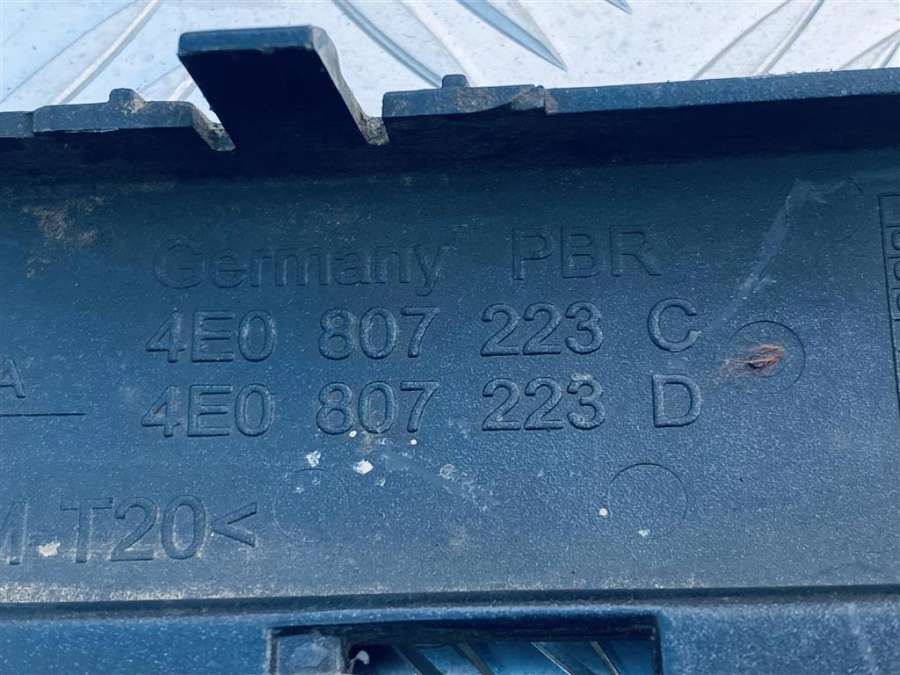 Germany PBR
4E0 807 223 C
A
4E0 807 223 D
M-T20<